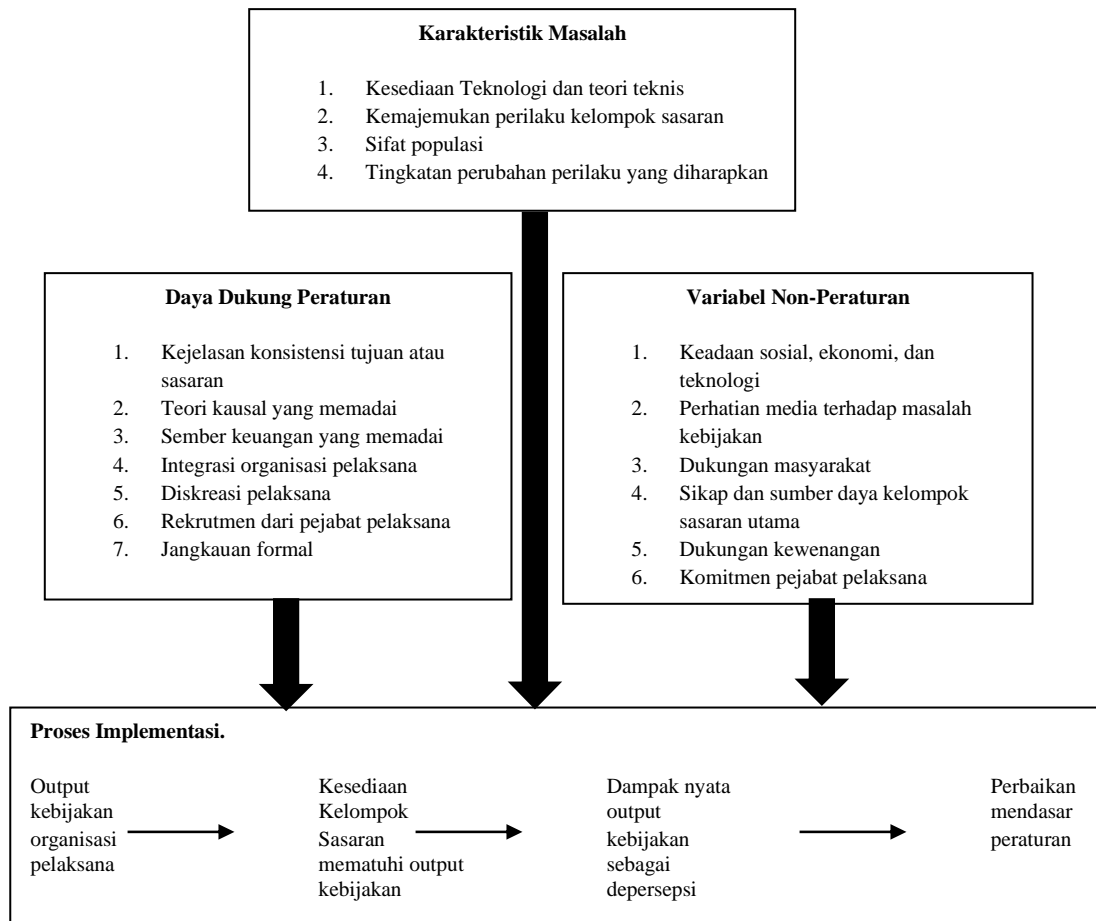 Karakteristik Masalah
1. Kesediaan Teknologi dan teori teknis
2. Kemajemukan perilaku kelompok sasaran
3. Sifat populasi
4. Tingkatan perubahan perilaku yang diharapkan
Daya Dukung Peraturan
1. Kejelasan konsistensi tujuan atau
sasaran
2. Teori kausal yang memadai
3. Sember keuangan yang memadai
4. Integrasi organisasi pelaksana
5. Diskreasi pelaksana
6. Rekrutmen dari pejabat pelaksana
7. Jangkauan formal
Variabel Non-Peraturan
1. Keadaan sosial, ekonomi, dan
teknologi
2. Perhatian media terhadap masalah
kebijakan
3. Dukungan masyarakat
4. Sikap dan sumber daya kelompok
sasaran utama
5. Dukungan kewenangan
6. Komitmen pejabat pelaksana
Proses Implementasi.
Output
kebijakan
organisasi
pelaksana
Kesediaan
Kelompok
Sasaran
mematuhi output
kebijakan
Dampak nyata
output
kebijakan
sebagai
depersepsi
Perbaikan
mendasar
peraturan